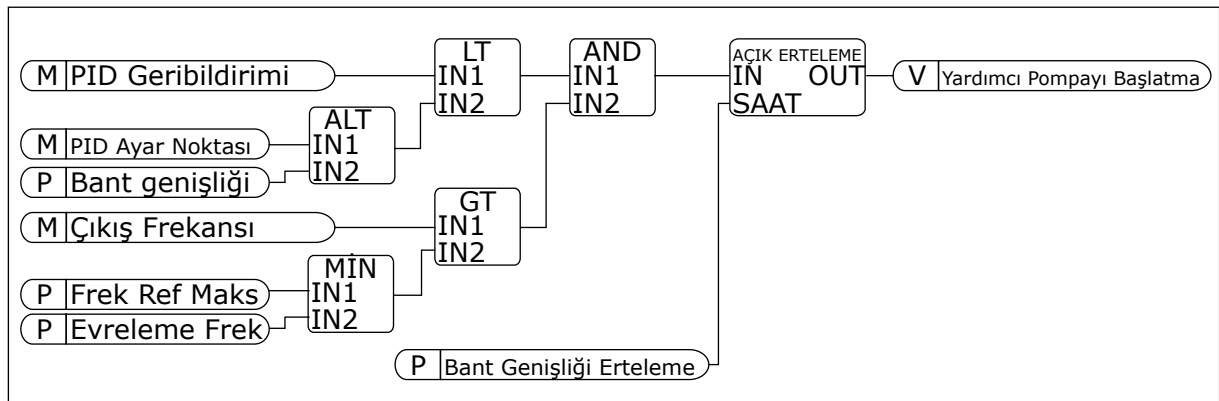 LT
AND
AÇIK ERTELEME
M PID Geribildirimi
IN1
IN1
IN OUT
V Yardımcı Pompayı Başlatma
IN2
IN2
SAAT
ALT
M PID Ayar Noktası
IN1
P Bant genişliği
IN2
GT
M Çıkış Frekansı
IN1
IN2
MİN
P Frek Ref Maks
IN1
P Evreleme Frek
IN2
P Bant Genişliği Erteleme